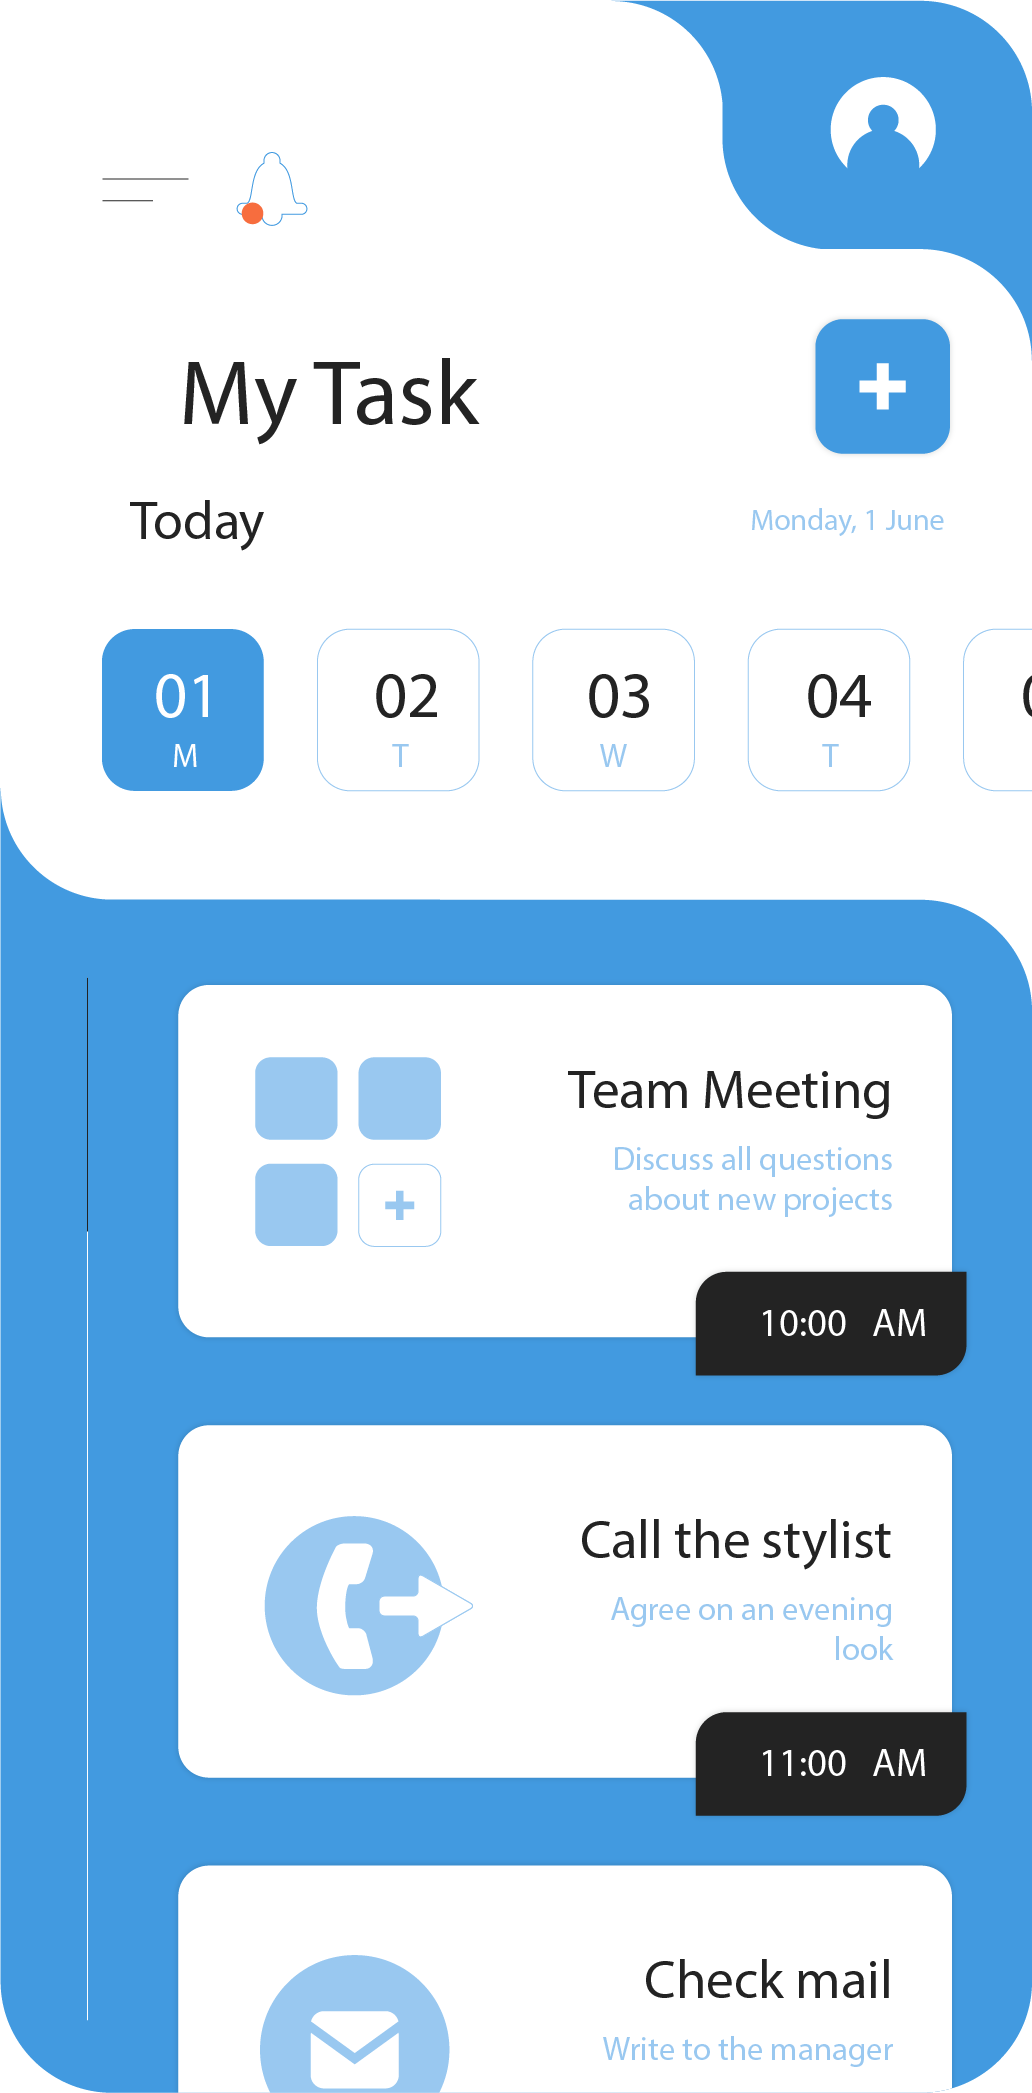 My Task
Today
Monday, 1 June
01
02
03
04
M
T
W
T
Team Meeting
Discuss all questions
about new projects
10:00 AM
Call the stylist
Agree on an evening
look
11:00 AM
Check mail
Write to the manager